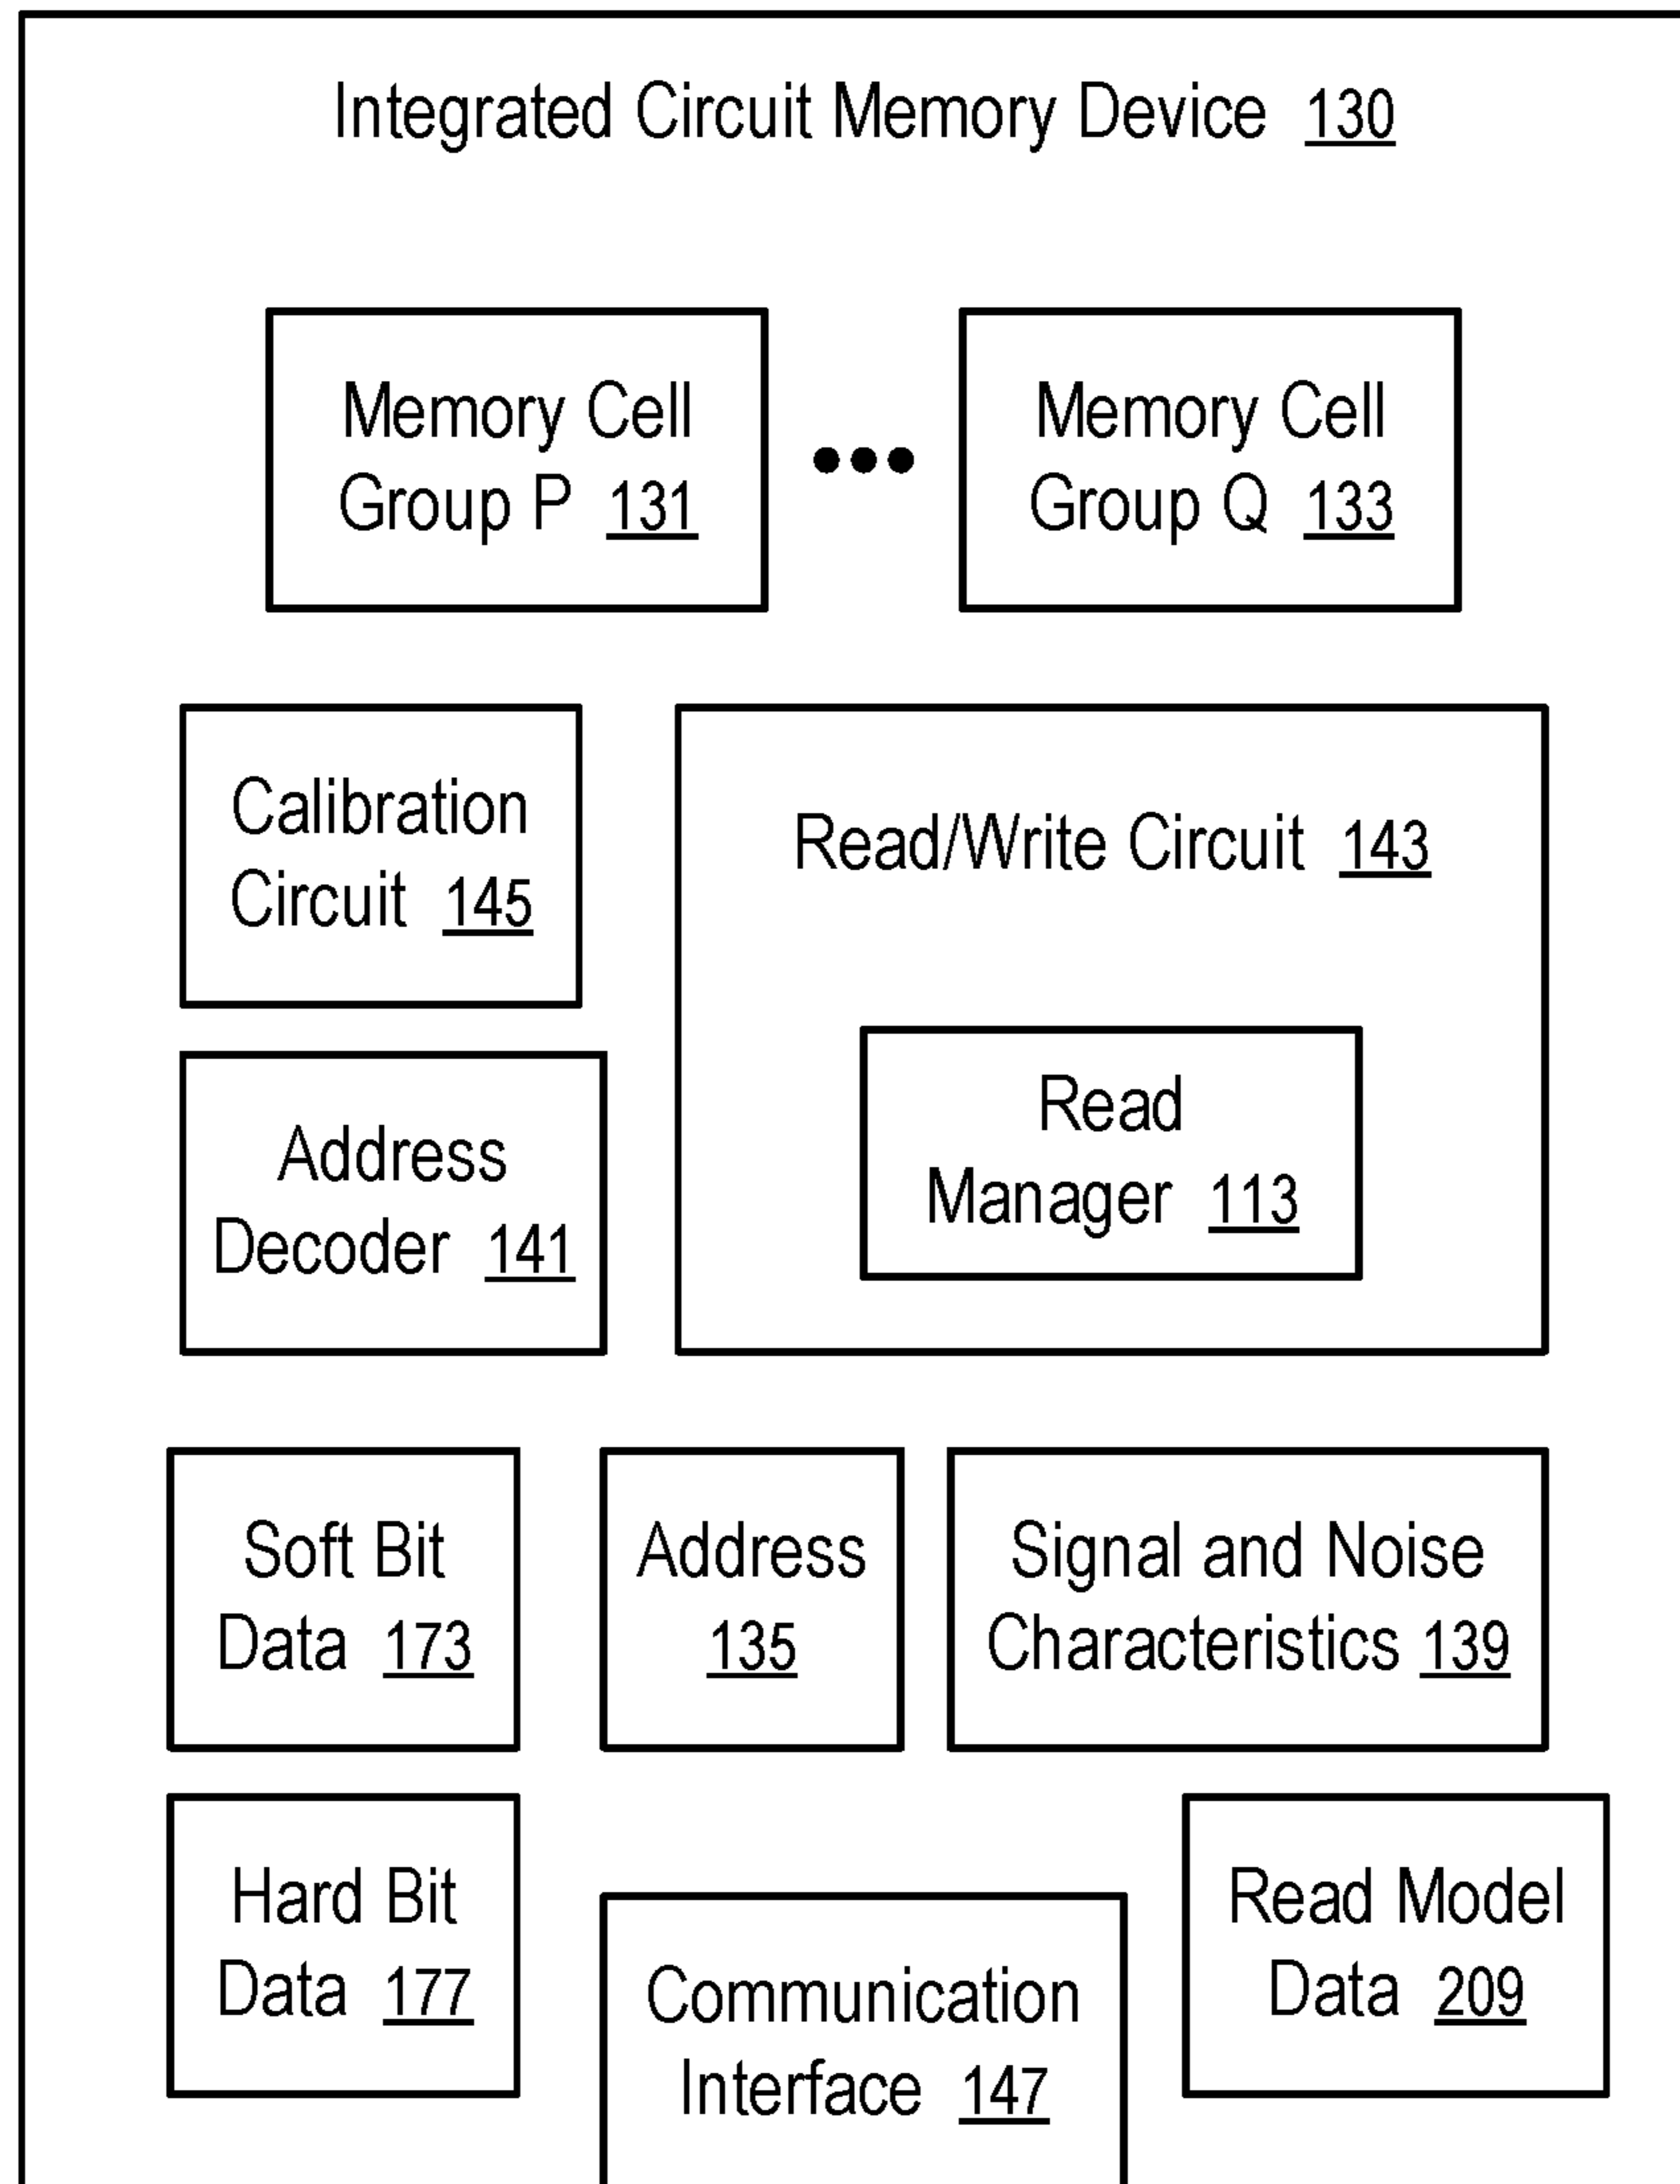 Integrated Circuit Memory Device 130
Memory Cell
Group P 131
Memory Cell
Group Q 133
Calibration
Circuit 145
Read/Write Circuit 143
Read
Manager 113
Address
Decoder 141
Soft Bit
Data 173
Address
135
Signal and Noise
Characteristics 139
Hard Bit
Data 177
Communication
Interface 147
Read Model
Data 209